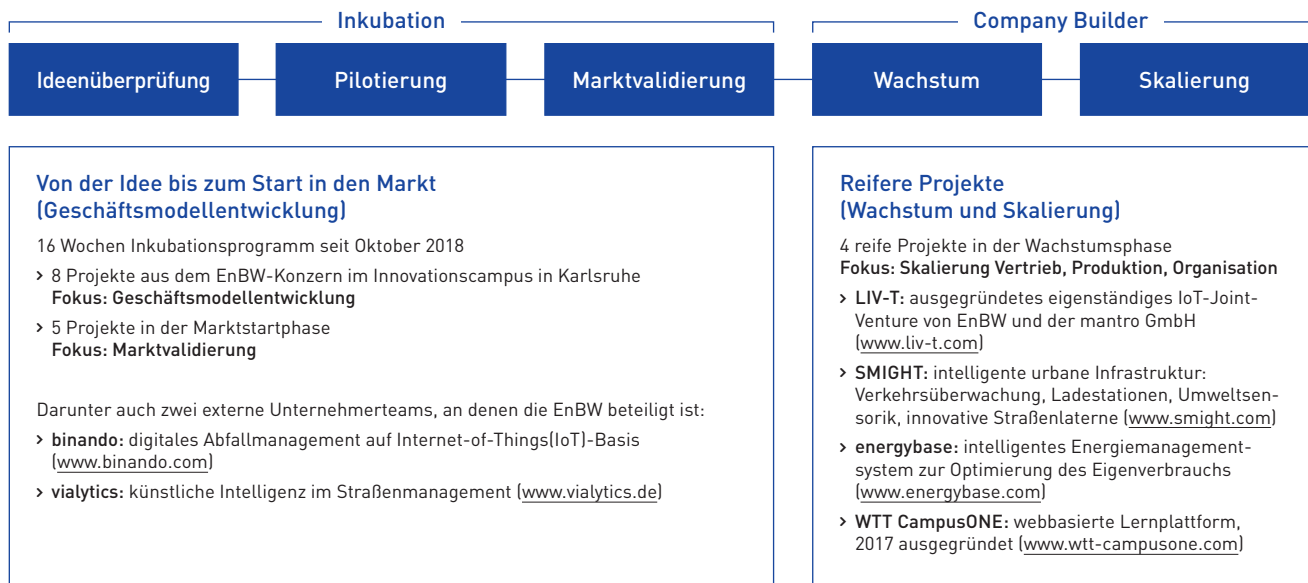 Inkubation
Company Builder
Ideenüberprüfung
Pilotierung
Marktvalidierung
Wachstum
Skalierung
Von der Idee bis zum Start in den Markt
(Geschäftsmodellentwicklung)
16 Wochen Inkubationsprogramm seit Oktober 2018
› 8 Projekte aus dem EnBW-Konzern im Innovationscampus in Karlsruhe
Fokus: Geschäftsmodellentwicklung
› 5 Projekte in der Marktstartphase
Fokus: Marktvalidierung
Darunter auch zwei externe Unternehmerteams, an denen die EnBW beteiligt ist:
› binando: digitales Abfallmanagement auf Internet-of-Things(IoT)-Basis
(www.binando.com)
› vialytics: künstliche Intelligenz im Straßenmanagement (www.vialytics.de)
Reifere Projekte
(Wachstum und Skalierung)
4 reife Projekte in der Wachstumsphase
Fokus: Skalierung Vertrieb, Produktion, Organisation
› LIV-T: ausgegründetes eigenständiges IoT-Joint-
Venture von EnBW und der mantro GmbH
(www.liv-t.com)
› SMIGHT: intelligente urbane Infrastruktur:
Verkehrsüberwachung, Ladestationen, Umweltsen-
sorik, innovative Straßenlaterne (www.smight.com)
› energybase: intelligentes Energiemanagement-
system zur Optimierung des Eigenverbrauchs
(www.energybase.com)
› WTT CampusONE: webbasierte Lernplattform,
2017 ausgegründet (www.wtt-campusone.com)